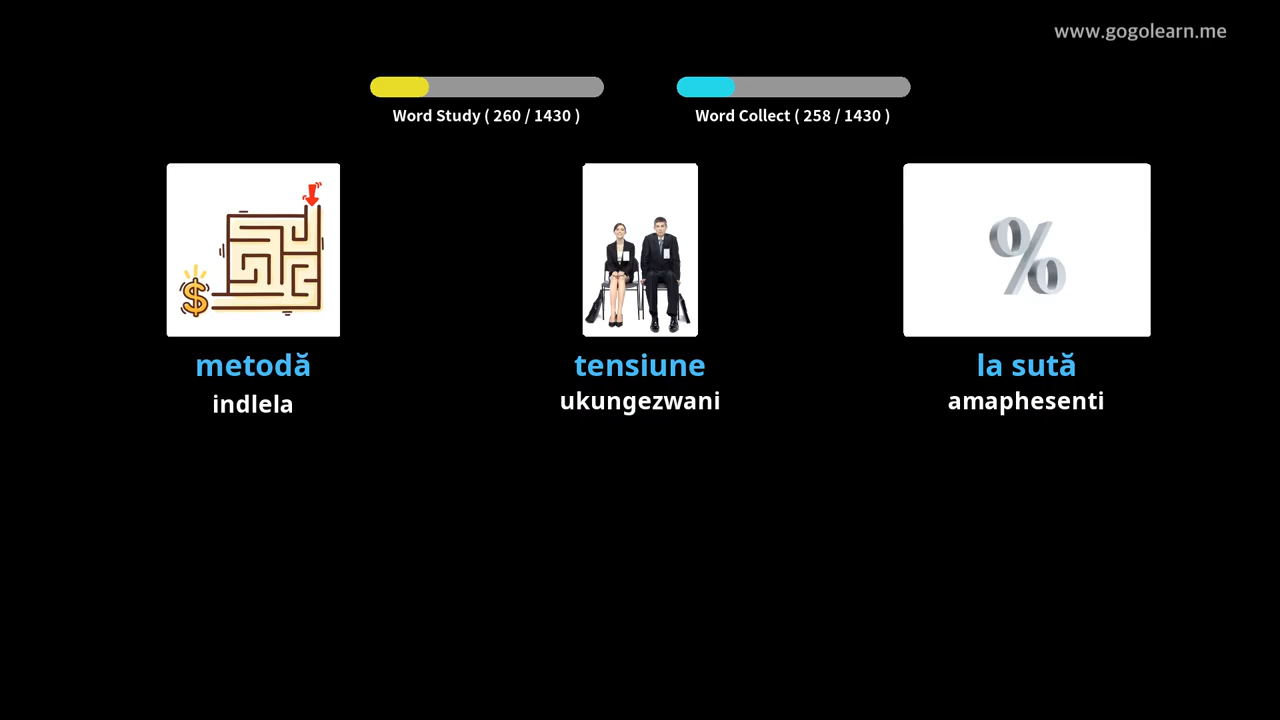 www.gogolearn.me
Word Study ( 260 / 1430 )
Word Collect ( 258 / 1430 )
%
metodă
indlela
tensiune
ukungezwani
la sută
amaphesenti